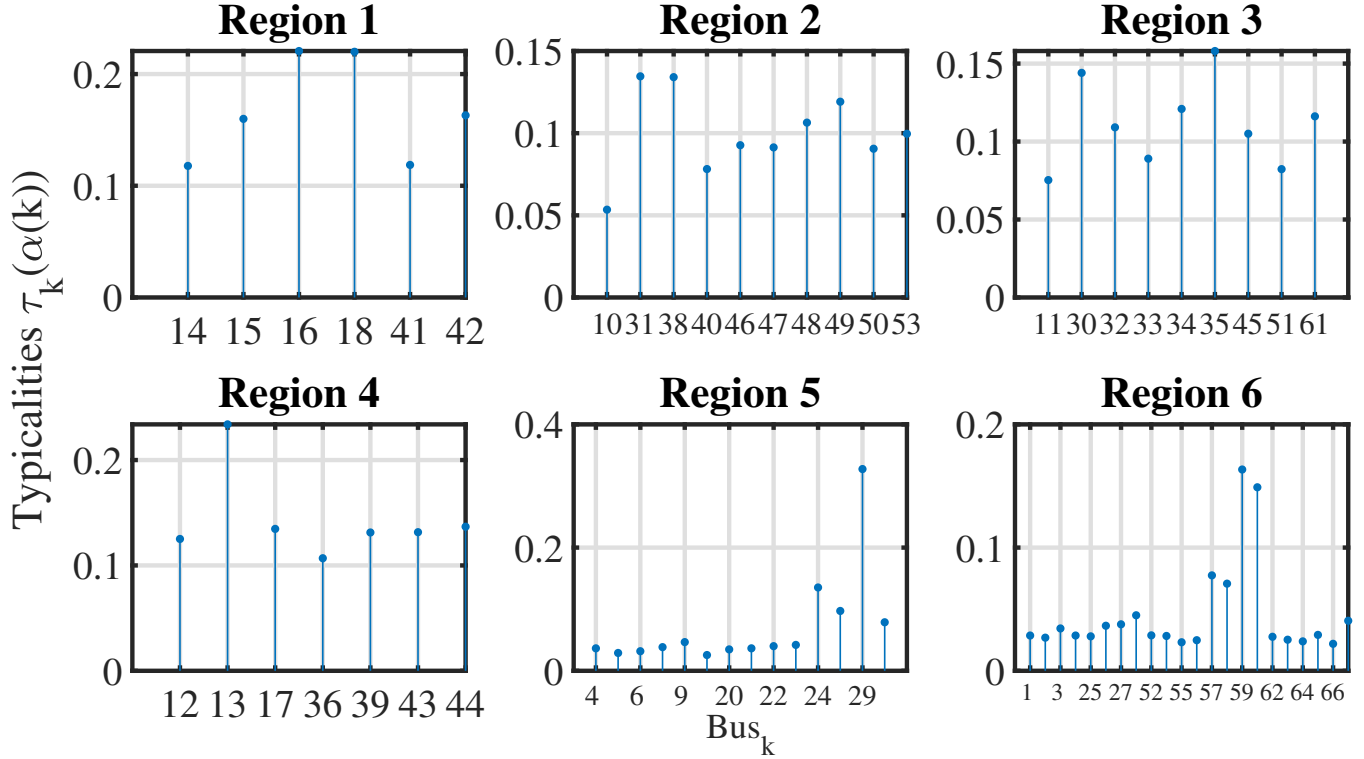 Region 1
Region 2
Region 3
0.2
0.1
0
14 15 16 18 41 42
0.15
0.1
0.05
0
10 31 38 40 46 47 48 49 50 53
0.15
0.1
0.05
0
11 30 32 33 34 35 45 51 61
Typicalities τk(α(k))
Region 4
Region 5
Region 6
0.2
0.1
0
12 13 17 36 39 43 44
0.4
0.2
0
4 6 9 20 22 24 29
0.2
0.1
0
1 3 25 27 52 55 57 59 62 64 66
Busk